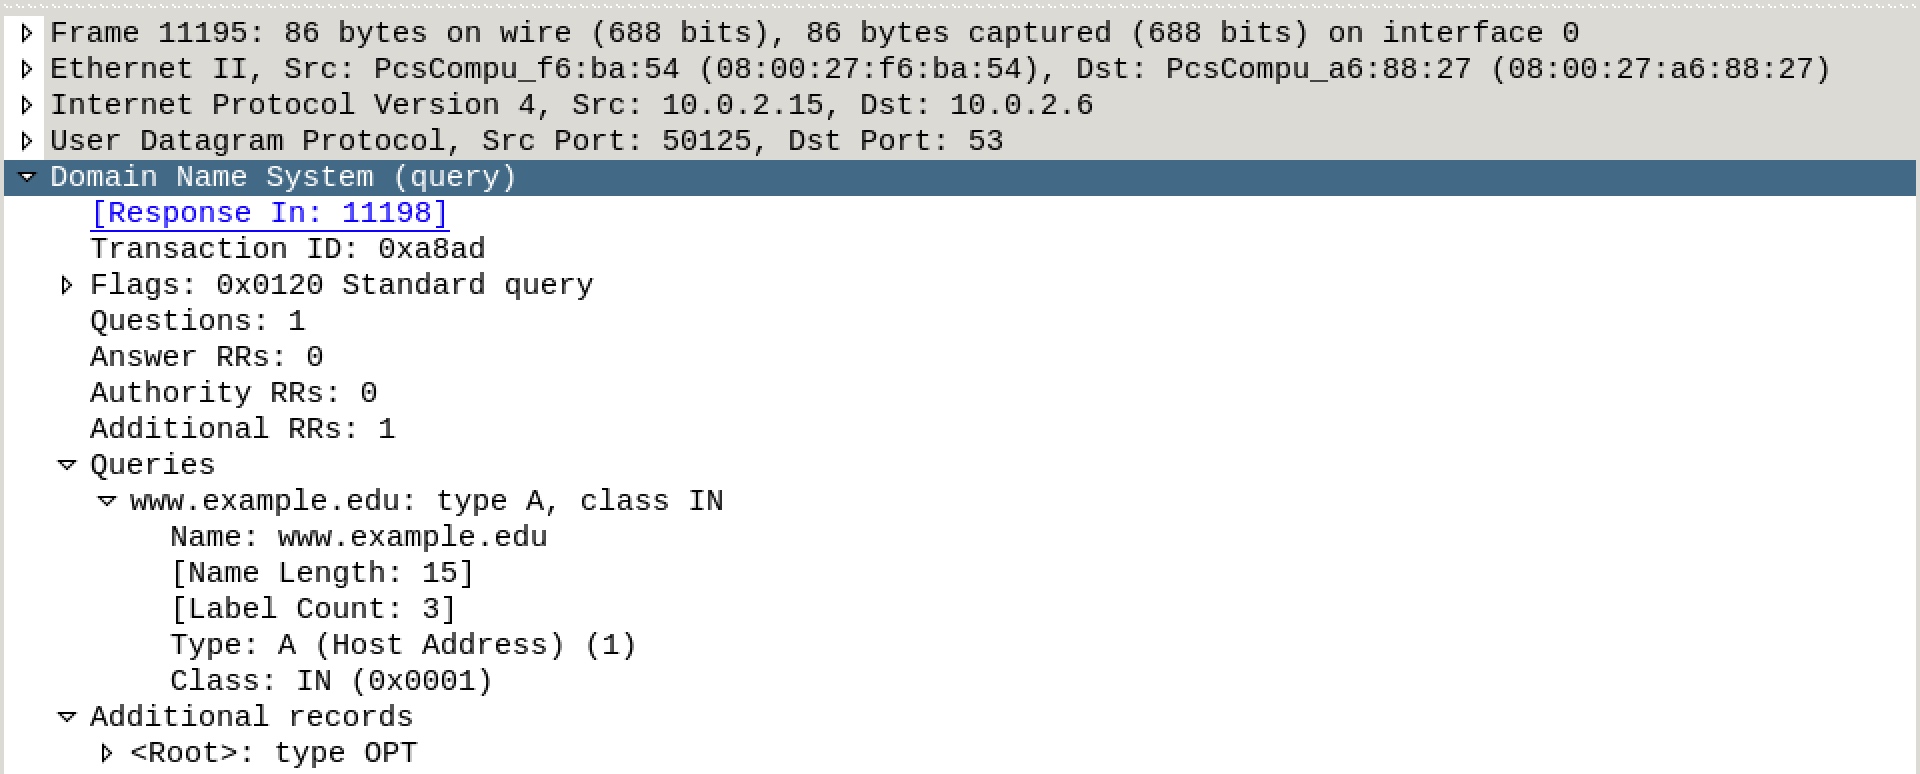 Frame 11195: 86 bytes on wire (688 bits), 86 bytes captured (688 bits) on interface 0
Ethernet II, Src: PcsCompu_f6:ba:54 (08:00:27:f6:ba:54), Dst: PcsCompu_a6:88:27 (08:00:27:a6:88:27)
Internet Protocol Version 4, Src: 10.0.2.15, Dst: 10.0.2.6
User Datagram Protocol, Src Port: 50125, Dst Port: 53
Domain Name System (query)
[Response In: 11198]
Transaction ID: 0xa8ad
Flags: 0x0120 Standard query
Questions: 1
Answer RRs: 0
Authority RRs: 0
Additional RRs: 1
Queries
www.example.edu: type A, class IN
Name: www.example.edu
[Name Length: 15]
[Label Count: 3]
Type: A (Host Address) (1)
Class: IN (0x0001)
Additional records
<Root>: type OPT